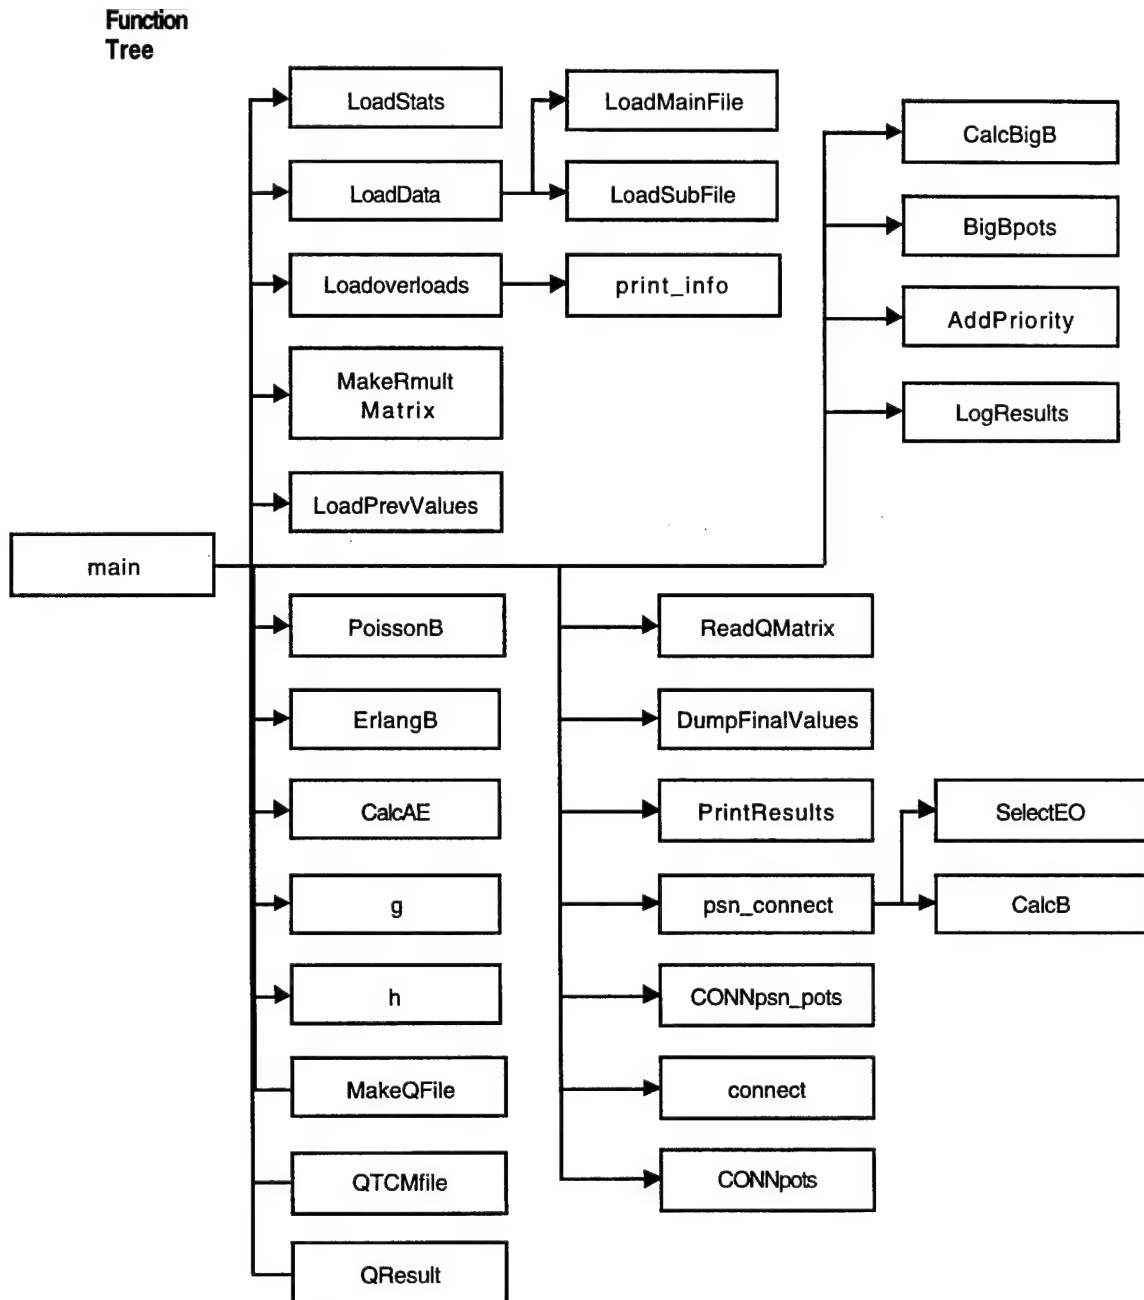 Function
Tree
LoadStats
LoadMainFile
CalcBigB
LoadData
LoadSubFile
BigBpots
Loadoverloads
print_info
AddPriority
MakeRmult
Matrix
LogResults
LoadPrevValues
main
PoissonB
ReadQMatrix
ErlangB
DumpFinalValues
CalcAE
PrintResults
SelectEO
g
psn_connect
CalcB
h
CONNpsn_pots
MakeQFile
connect
QTCMfile
CONNpots
QResult